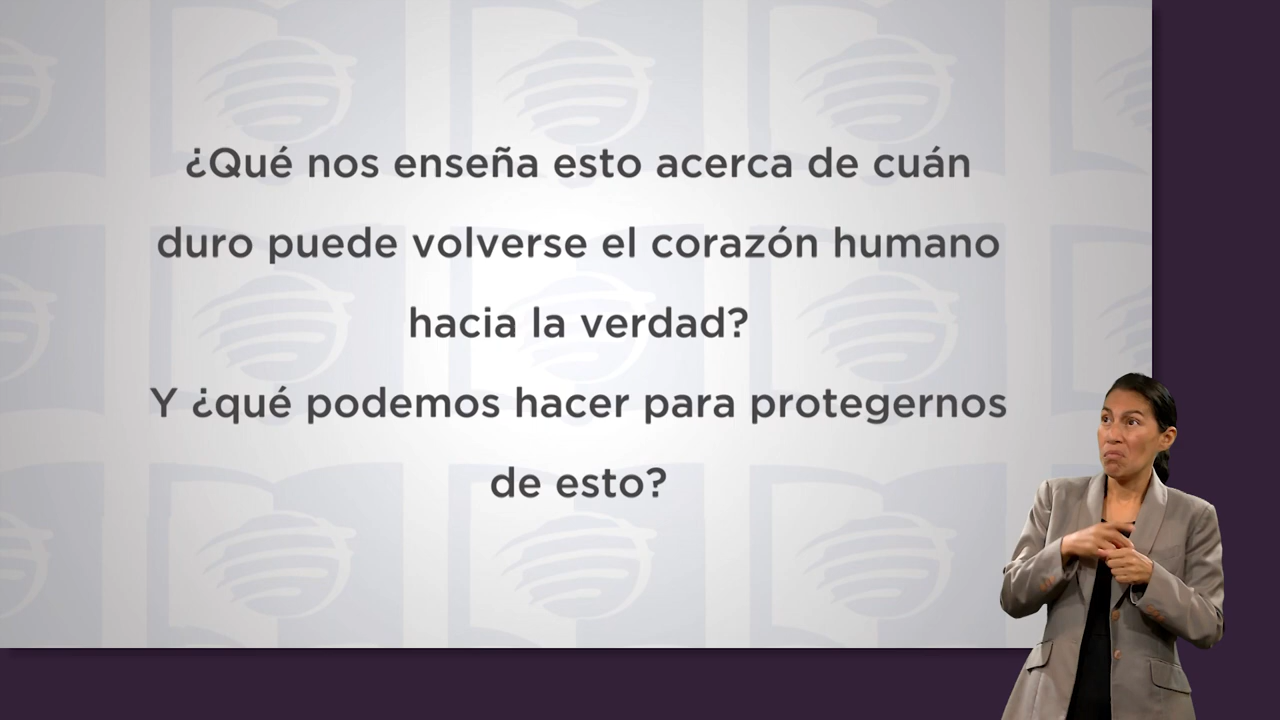 ¿Qué nos enseña esto acerca de cuán
duro puede volverse el corazón humano
hacia la verdad?
Y ¿qué podemos hacer para protegernos
de esto?